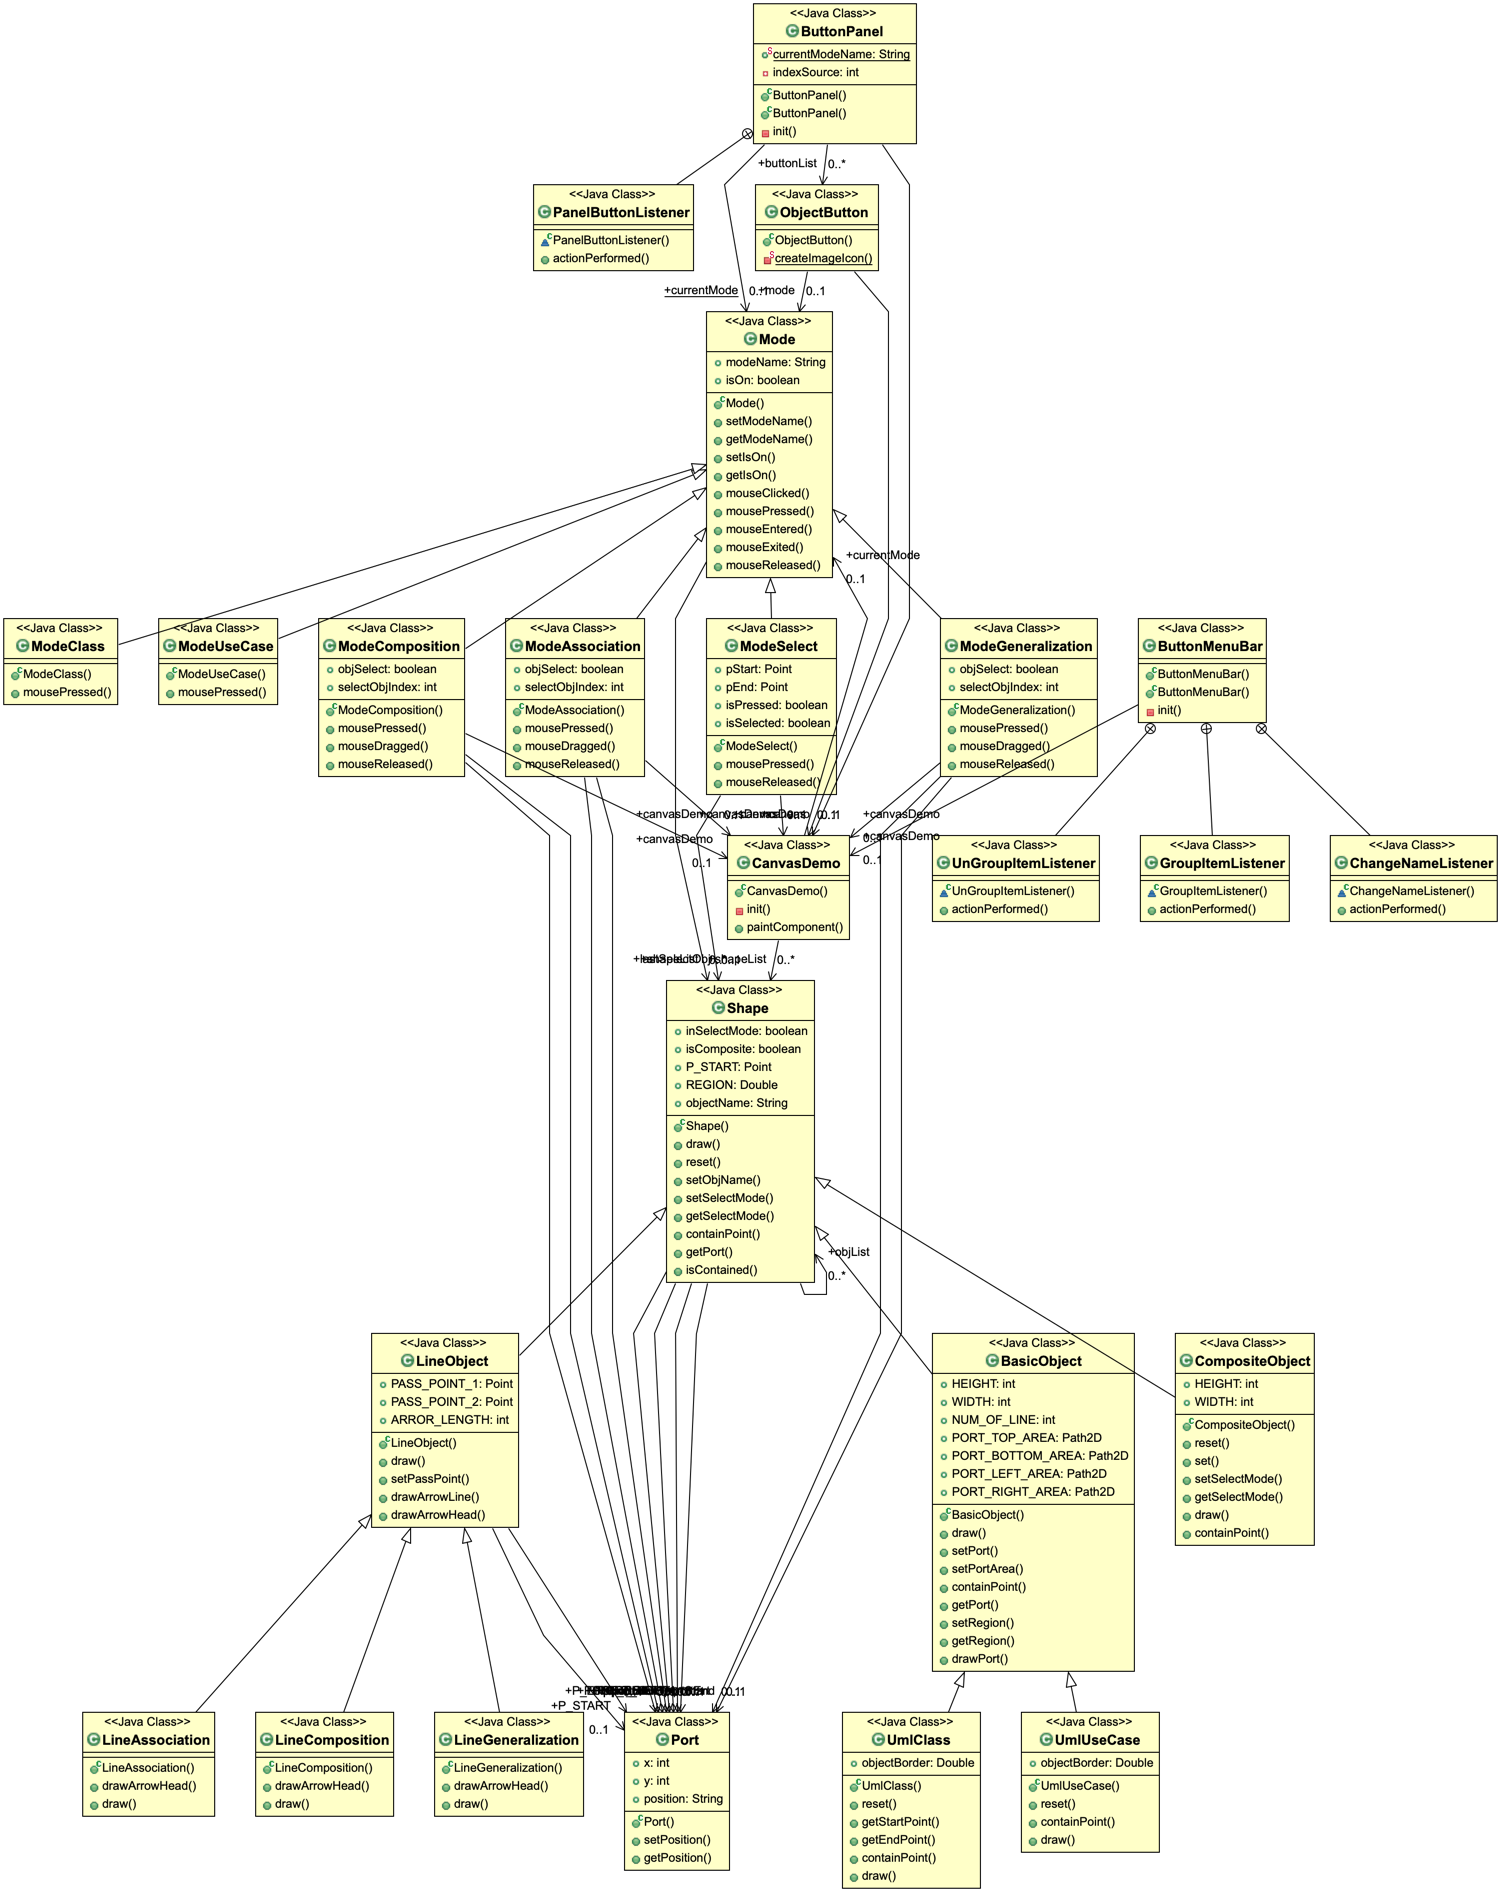 <<Java Class>>
ButtonPanel
currentModeName: String
indexSource: int
ButtonPanel()
ButtonPanel()
init()
+buttonList
0..*
<<Java Class>>
PanelButtonListener
PanelButtonListener()
actionPerformed()
<<Java Class>>
ObjectButton
ObjectButton()
createImageIcon()
+currentMode
0..1
+mode
0..1
<<Java Class>>
Mode
modeName: String
isOn: boolean
Mode()
setModeName()
getModeName()
setIsOn()
getIsOn()
mouseClicked()
mousePressed()
mouseEntered()
mouseExited()
mouseReleased()
+currentMode
0..1
<<Java Class>>
ModeClass
ModeClass()
mousePressed()
<<Java Class>>
ModeUseCase
ModeUseCase()
mousePressed()
<<Java Class>>
ModeComposition
objSelect: boolean
selectObjIndex: int
ModeComposition()
mousePressed()
mouseDragged()
mouseReleased()
<<Java Class>>
ModeAssociation
objSelect: boolean
selectObjIndex: int
ModeAssociation()
mousePressed()
mouseDragged()
mouseReleased()
<<Java Class>>
ModeSelect
pStart: Point
pEnd: Point
isPressed: boolean
isSelected: boolean
ModeSelect()
mousePressed()
mouseReleased()
<<Java Class>>
ModeGeneralization
objSelect: boolean
selectObjIndex: int
ModeGeneralization()
mousePressed()
mouseDragged()
mouseReleased()
<<Java Class>>
ButtonMenuBar
ButtonMenuBar()
ButtonMenuBar()
init()
+canvasDemo
+canvasDemo
+canvasDemo
0..1
+canvasDemo
0..1
<<Java Class>>
CanvasDemo
CanvasDemo()
init()
paintComponent()
<<Java Class>>
UnGroupItemListener
UnGroupItemListener()
actionPerformed()
<<Java Class>>
GroupItemListener
GroupItemListener()
actionPerformed()
<<Java Class>>
ChangeNameListener
ChangeNameListener()
actionPerformed()
shapeList
0..*
<<Java Class>>
Shape
inSelectMode: boolean
isComposite: boolean
P_START: Point
REGION: Double
objectName: String
Shape()
draw()
reset()
setObjName()
setSelectMode()
getSelectMode()
containPoint()
getPort()
isContained()
+objList
0..*
<<Java Class>>
LineObject
PASS_POINT_1: Point
PASS_POINT_2: Point
ARROR_LENGTH: int
LineObject()
draw()
setPassPoint()
drawArrowLine()
drawArrowHead()
<<Java Class>>
BasicObject
HEIGHT: int
WIDTH: int
NUM_OF_LINE: int
PORT_TOP_AREA: Path2D
PORT_BOTTOM_AREA: Path2D
PORT_LEFT_AREA: Path2D
PORT_RIGHT_AREA: Path2D
BasicObject()
draw()
setPort()
setPortArea()
containPoint()
getPort()
setRegion()
getRegion()
drawPort()
<<Java Class>>
CompositeObject
HEIGHT: int
WIDTH: int
CompositeObject()
reset()
set()
setSelectMode()
getSelectMode()
draw()
containPoint()
+P_START
0..1
<<Java Class>>
LineAssociation
LineAssociation()
drawArrowHead()
draw()
<<Java Class>>
LineComposition
LineComposition()
drawArrowHead()
draw()
<<Java Class>>
LineGeneralization
LineGeneralization()
drawArrowHead()
draw()
<<Java Class>>
Port
x: int
y: int
position: String
Port()
setPosition()
getPosition()
<<Java Class>>
UmlClass
objectBorder: Double
UmlClass()
reset()
getStartPoint()
getEndPoint()
containPoint()
draw()
<<Java Class>>
UmlUseCase
objectBorder: Double
UmlUseCase()
reset()
containPoint()
draw()